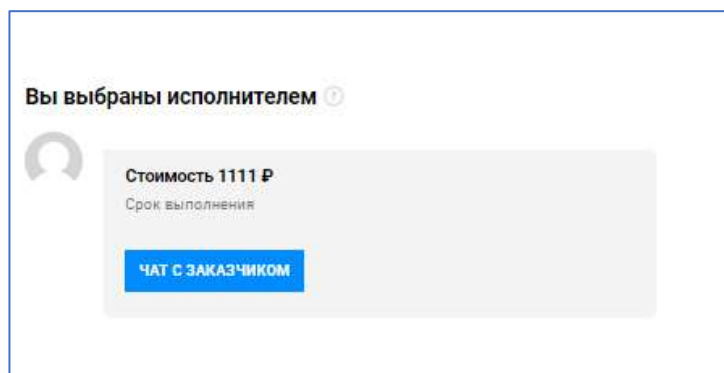 Вы выбраны исполнителем
Стоимость 1111 ₽
Срок выполнения
ЧАТ С ЗАКАЗЧИКОМ